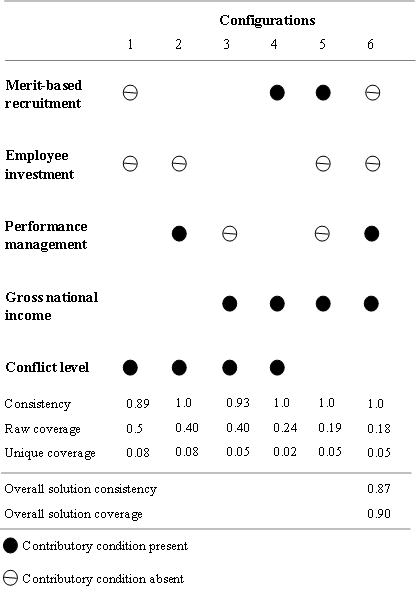 Configurations
1 2 3 4 5 6
Merit-based
recruitment
Employee
investment
Performance
management
Gross national
income
Conflict level
Consistency 0.89 1.0 0.93 1.0 1.0 1.0
Raw coverage 0.5 0.40 0.40 0.24 0.19 0.18
Unique coverage 0.08 0.08 0.05 0.02 0.05 0.05
Overall solution consistency 0.87
Overall solution coverage 0.90
Contributory condition present
Contributory condition absent